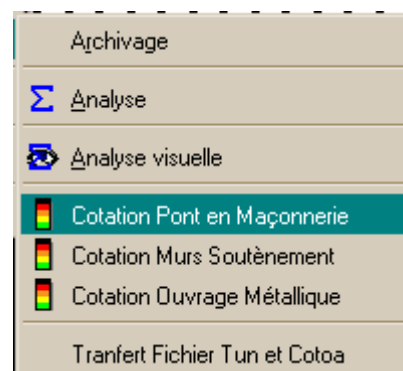 Archivage
Analyse
Analyse visuelle
Cotation Pont en Maçonnerie
Cotation Murs Soutènement
Cotation Ouvrage Métallique
Tranfert Fichier Tun et Cotoa